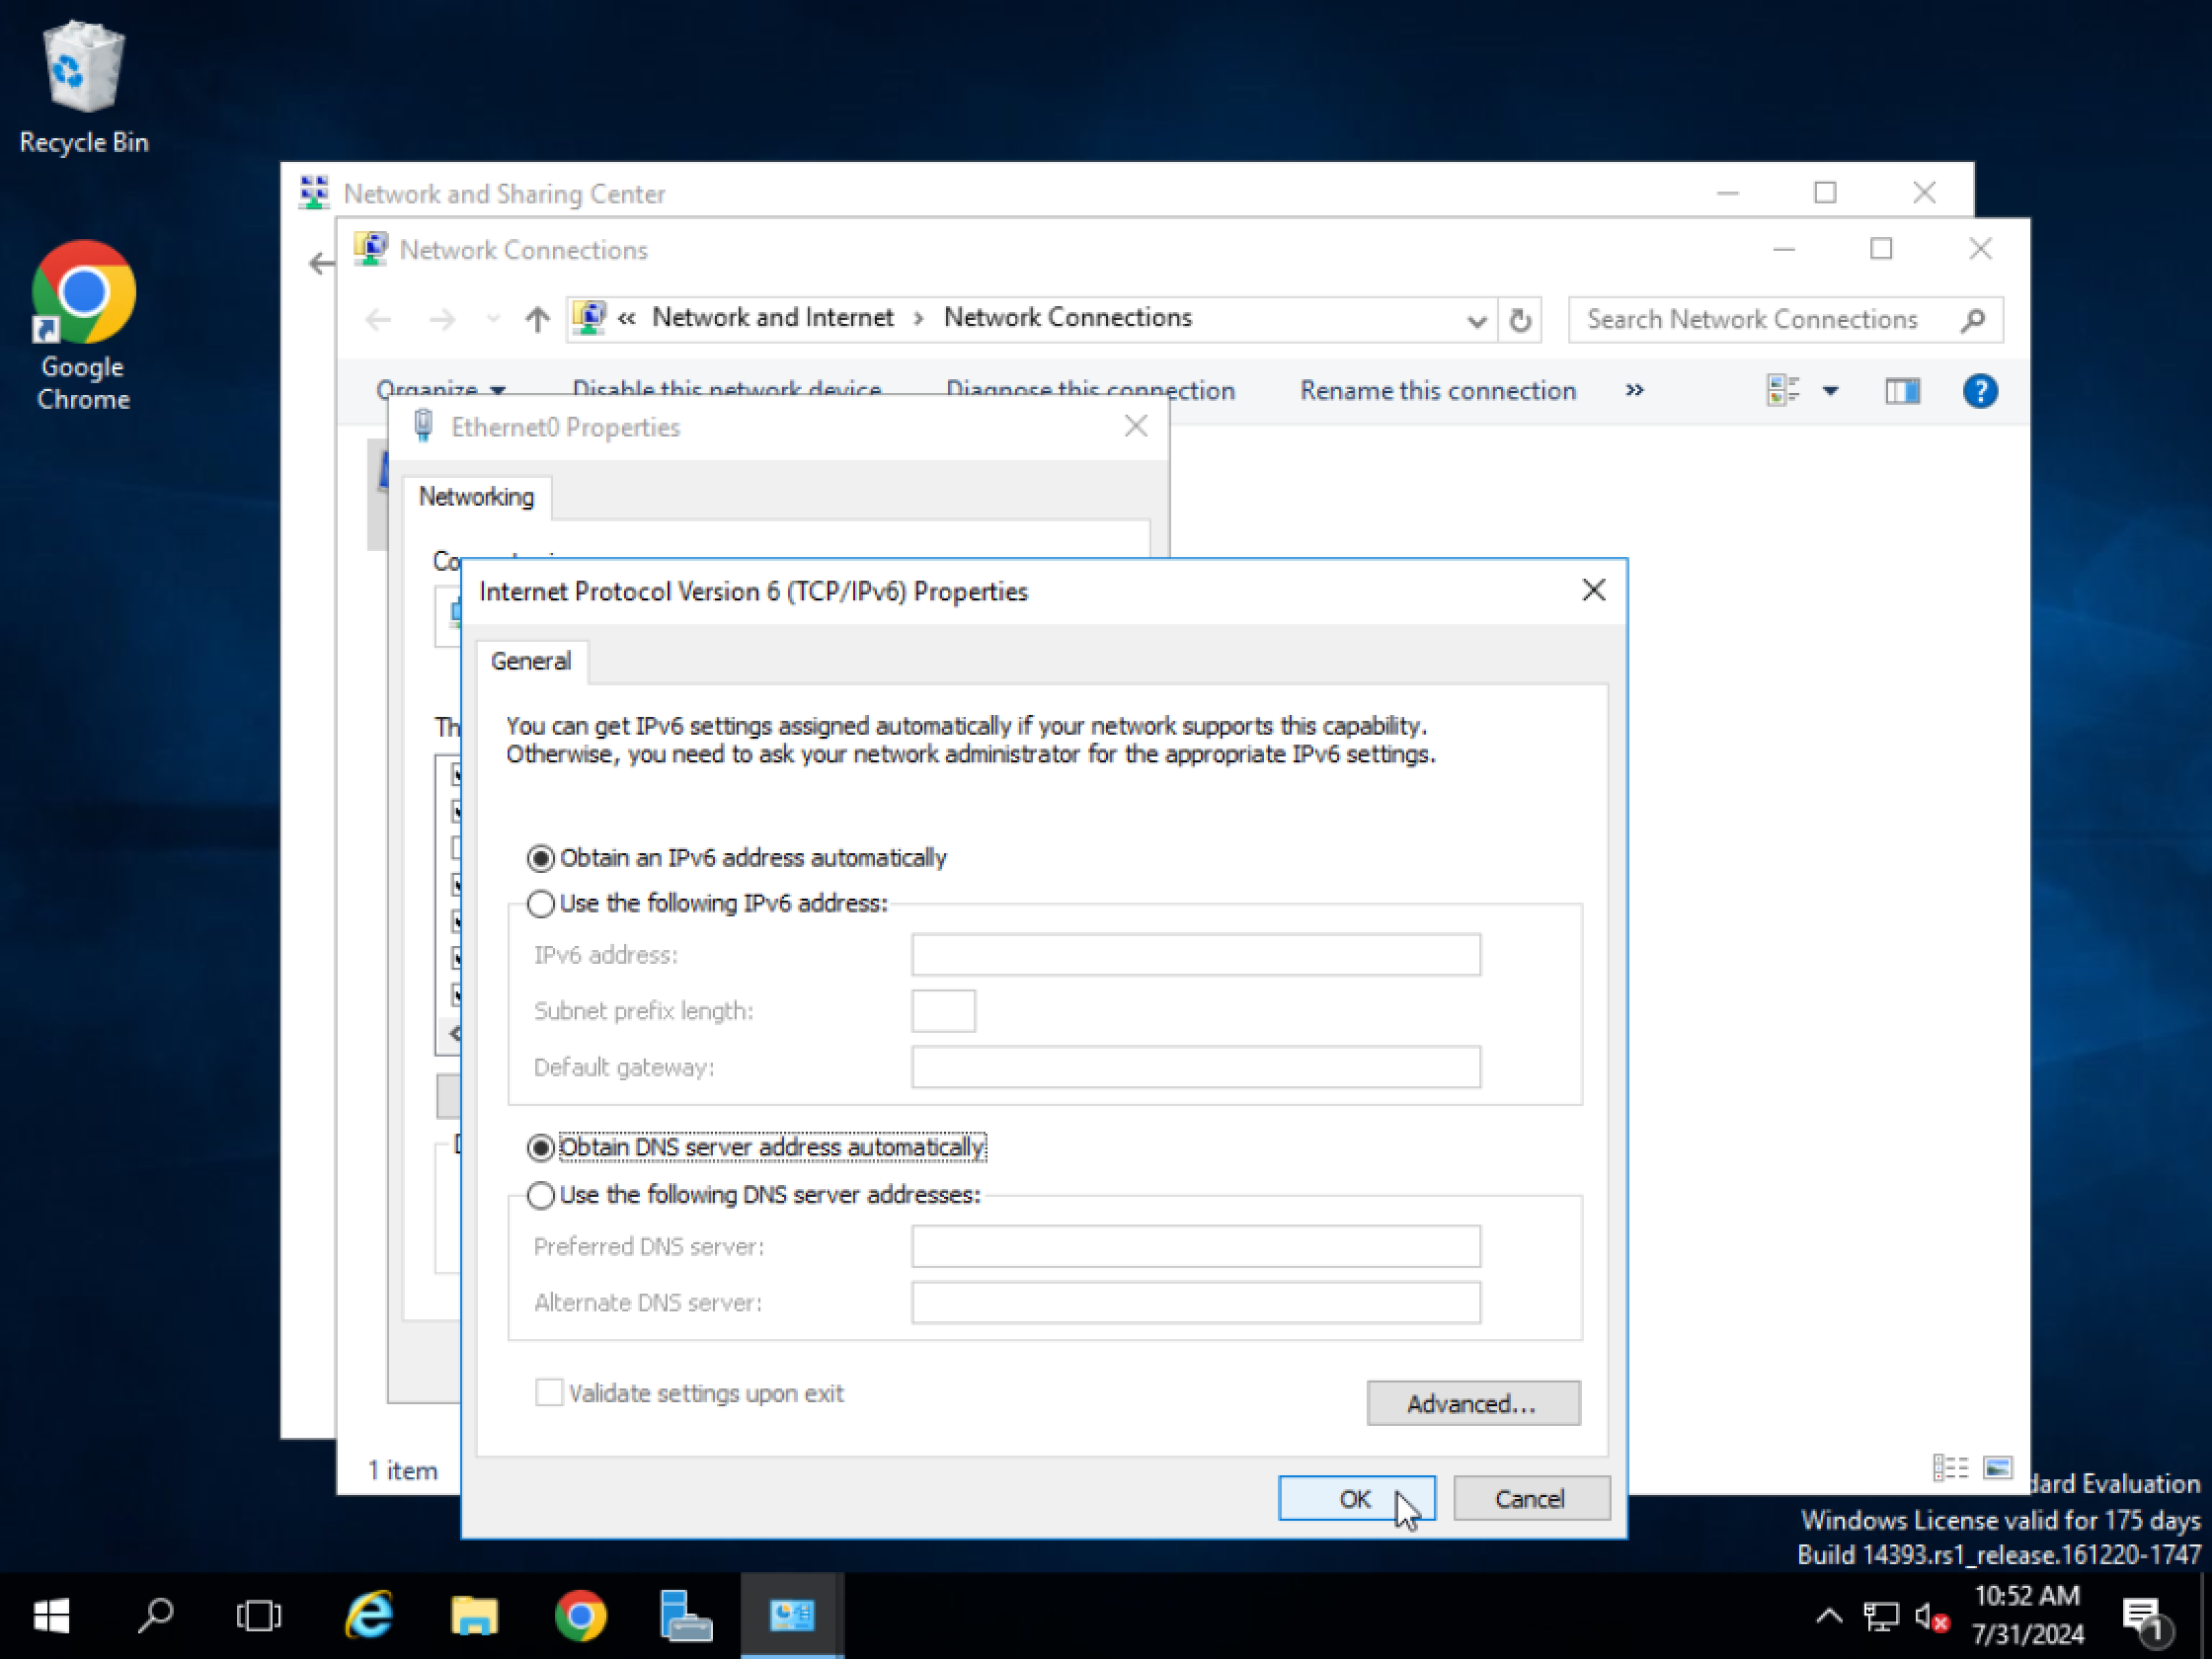 Recycle Bin
Google
Chrome
Network and Sharing Center
Network Connections
« Network and Internet › Network Connections
Search Network Connections
Organize
Disable this network device
Diagnose this connection
Rename this connection
»
Ethernet0 Properties
Networking
Internet Protocol Version 6 (TCP/IPv6) Properties
General
You can get IPv6 settings assigned automatically if your network supports this capability.
Otherwise, you need to ask your network administrator for the appropriate IPv6 settings.
Obtain an IPv6 address automatically
Use the following IPv6 address:
IPv6 address:
Subnet prefix length:
Default gateway:
Obtain DNS server address automatically
Use the following DNS server addresses:
Preferred DNS server:
Alternate DNS server:
Validate settings upon exit
Advanced...
OK
Cancel
1 item
dard Evaluation
Windows License valid for 175 days
Build 14393.rs1_release.161220-1747
10:52 AM
7/31/2024
1